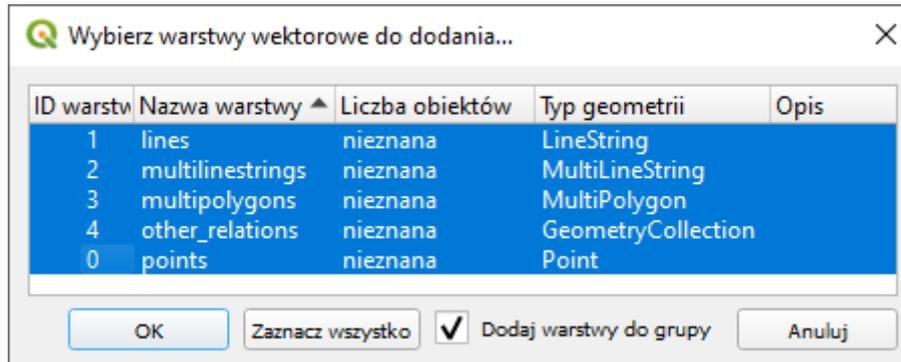 Wybierz warstwy wektorowe do dodania...
ID warstw Nazwa warstwy Liczba obiektów Typ geometrii Opis
1 lines nieznana LineString
2 multilinestrings nieznana MultiLineString
3 multipolygons nieznana MultiPolygon
4 other_relations nieznana GeometryCollection
0 points nieznana Point
OK Zaznacz wszystko Dodaj warstwy do grupy Anuluj